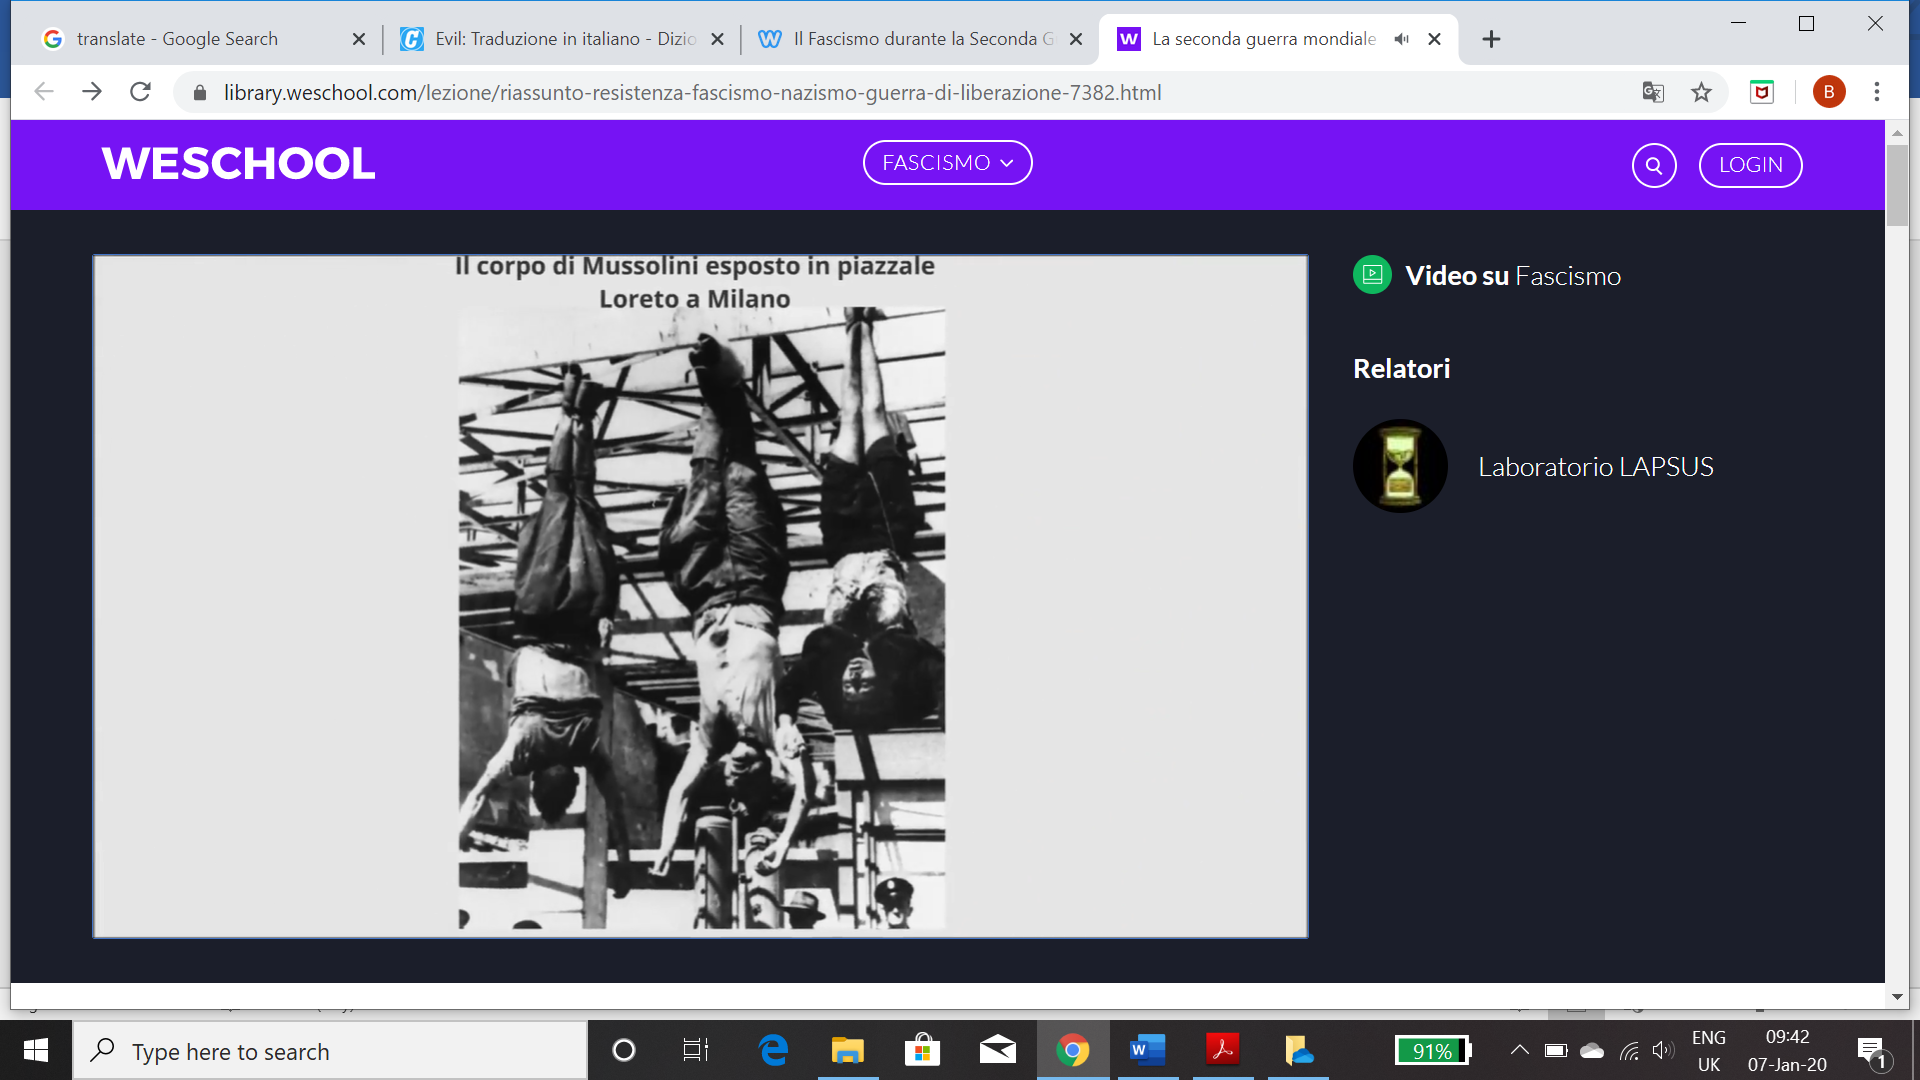 translate - Google Search
Evil: Traduzione in italiano - Dizio
Il Fascismo durante la Seconda G
La seconda guerra mondiale
library.weschool.com/lezione/riassunto-resistenza-fascismo-nazismo-guerra-di-liberazione-7382.html
B
WESCHOOL
FASCISMO
LOGIN
Il corpo di Mussolini esposto in piazzale
Loreto a Milano
Video su Fascismo
Relatori
Laboratorio LAPSUS
Type here to search
91%
ENG
UK
09:42
07-Jan-20
1